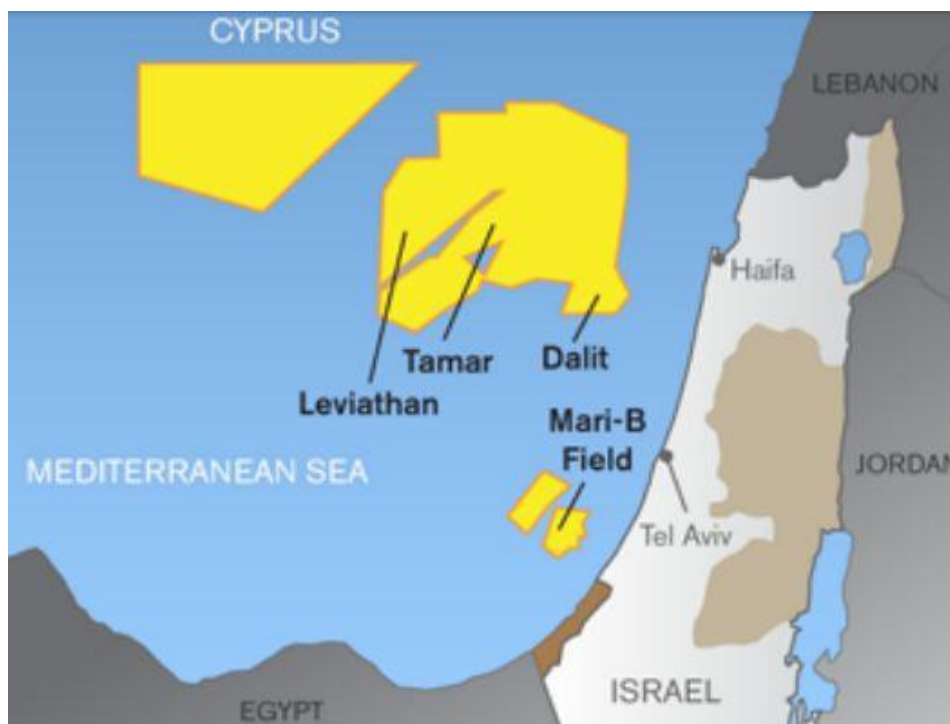 CYPRUS
LEBANON
Haifa
Tamar
Dalit
Leviathan
Mari-B
Field
MEDITERRANEAN SEA
JORDAN
Tel Aviv
ISRAEL
EGYPT